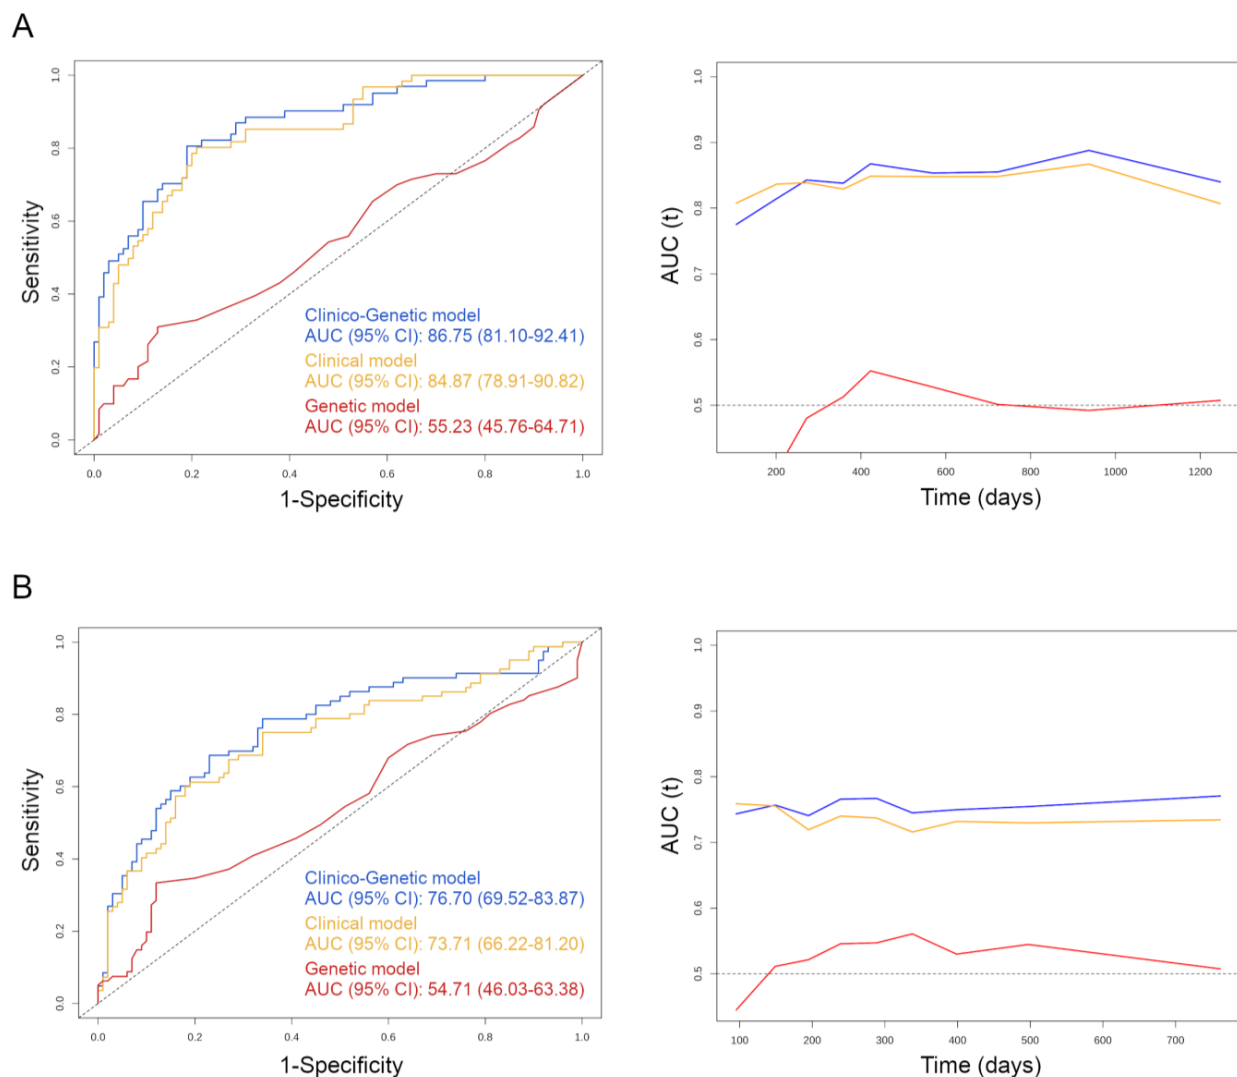 A
Sensitivity
1.0
0.8
0.6
0.4
0.2
0.0
Clinico-Genetic model
AUC (95% CI): 86.75 (81.10-92.41)
Clinical model
AUC (95% CI): 84.87 (78.91-90.82)
Genetic model
AUC (95% CI): 55.23 (45.76-64.71)
0.0 0.2 0.4 0.6 0.8 1.0
1-Specificity
AUC (t)
1.0
0.9
0.8
0.7
0.6
0.5
200 400 600 800 1000 1200
Time (days)
B
Sensitivity
1.0
0.8
0.6
0.4
0.2
0.0
Clinico-Genetic model
AUC (95% CI): 76.70 (69.52-83.87)
Clinical model
AUC (95% CI): 73.71 (66.22-81.20)
Genetic model
AUC (95% CI): 54.71 (46.03-63.38)
0.0 0.2 0.4 0.6 0.8 1.0
1-Specificity
AUC (t)
1.0
0.9
0.8
0.7
0.6
0.5
100 200 300 400 500 600 700
Time (days)